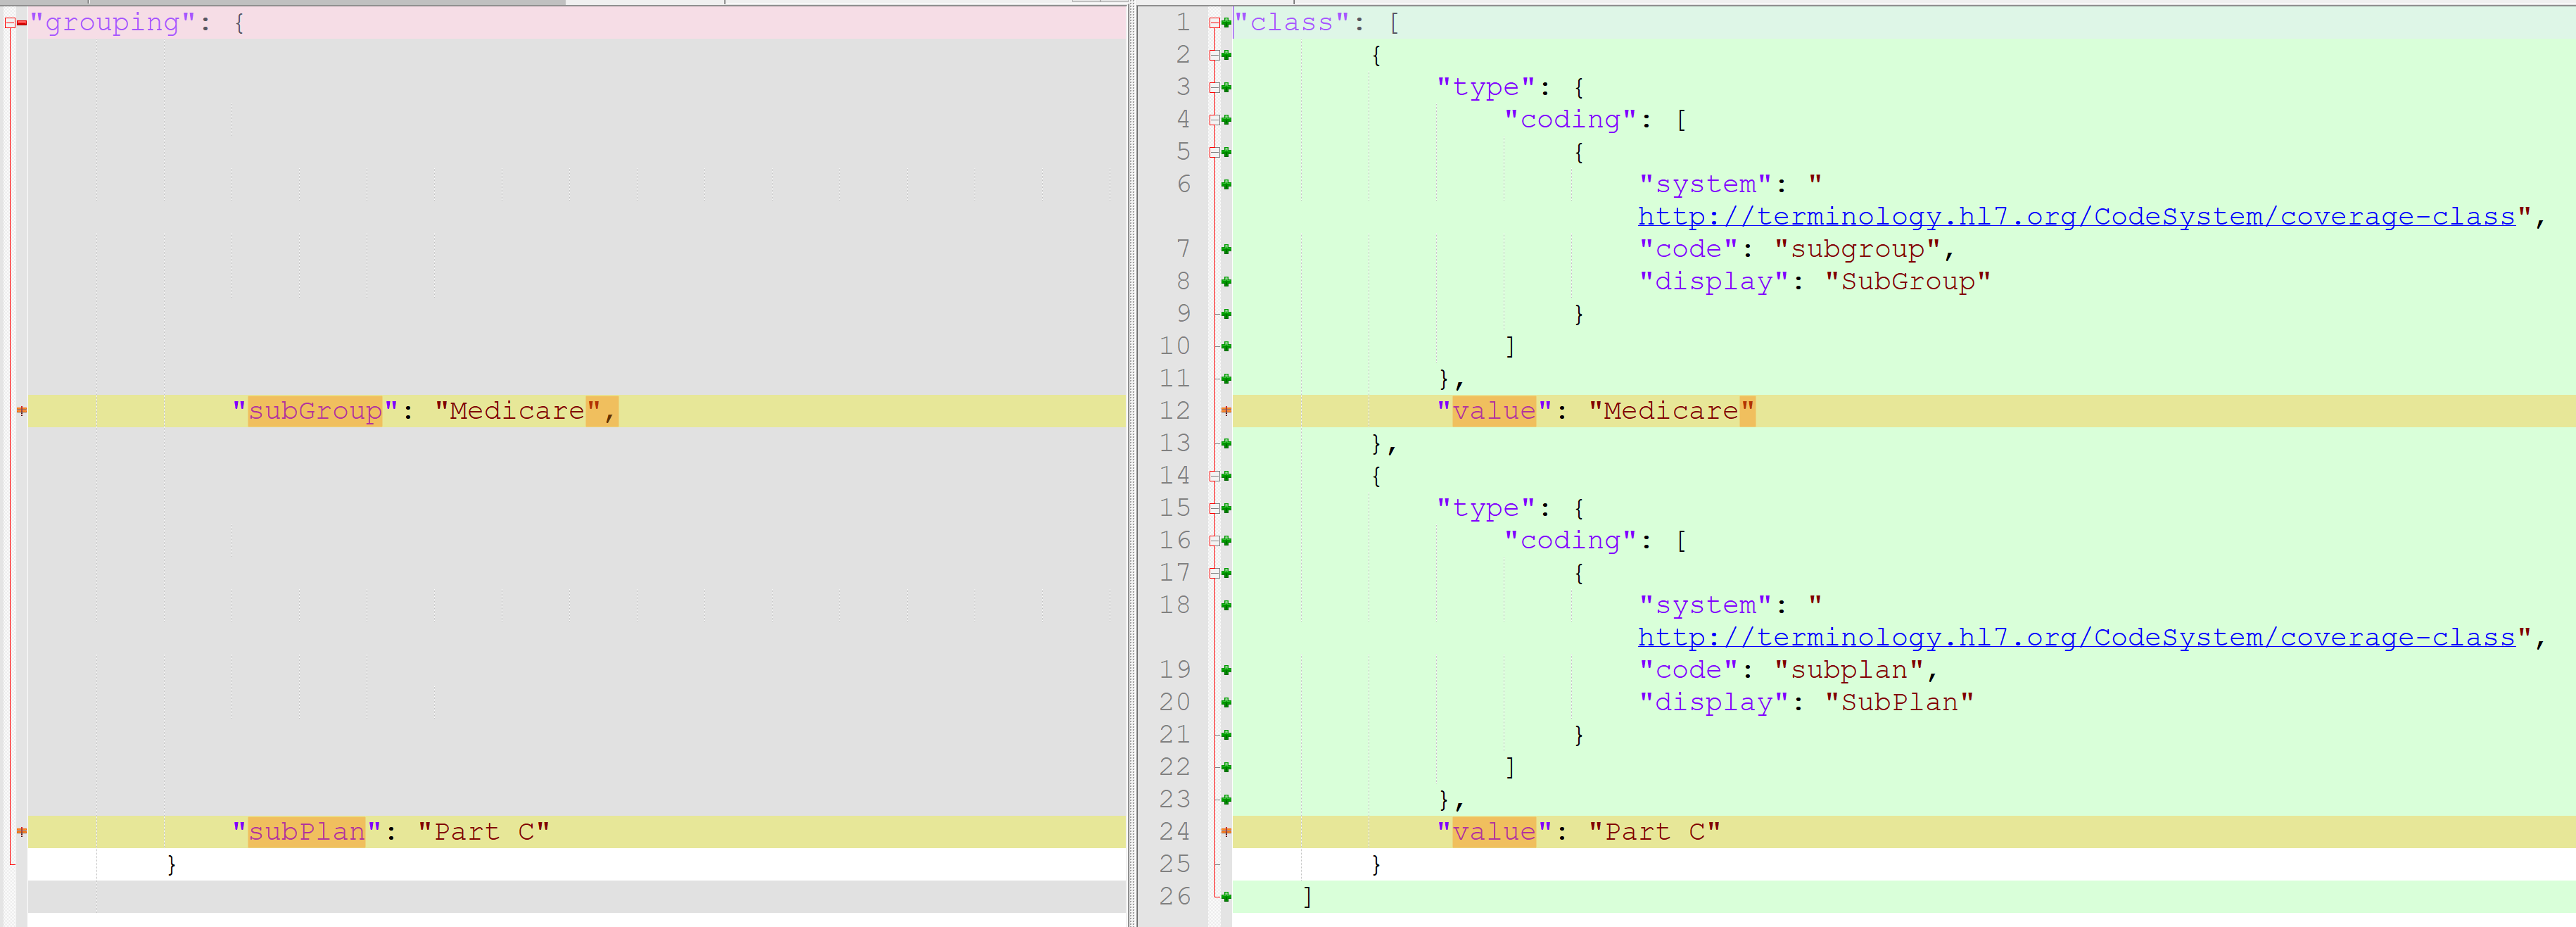 "grouping": {
"subGroup": "Medicare",
"subPlan": "Part C"
}
1 "class": [
2 {
3 "type": {
4 "coding": [
5 {
6 "system": "
http://terminology.hl7.org/CodeSystem/coverage-class",
7 "code": "subgroup",
8 "display": "SubGroup"
9 }
10 ]
11 },
12 "value": "Medicare"
13 },
14 {
15 "type": {
16 "coding": [
17 {
18 "system": "
http://terminology.hl7.org/CodeSystem/coverage-class",
19 "code": "subplan",
20 "display": "SubPlan"
21 }
22 ]
23 },
24 "value": "Part C"
25 }
26 ]